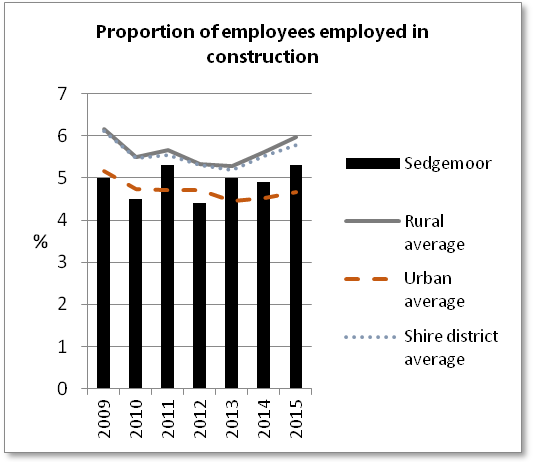 Proportion of employees employed in
construction
7
6
5
4
3
2
1
0
%
2009
2010
2011
2012
2013
2014
2015
Sedgemoor
Rural
average
Urban
average
Shire district
average